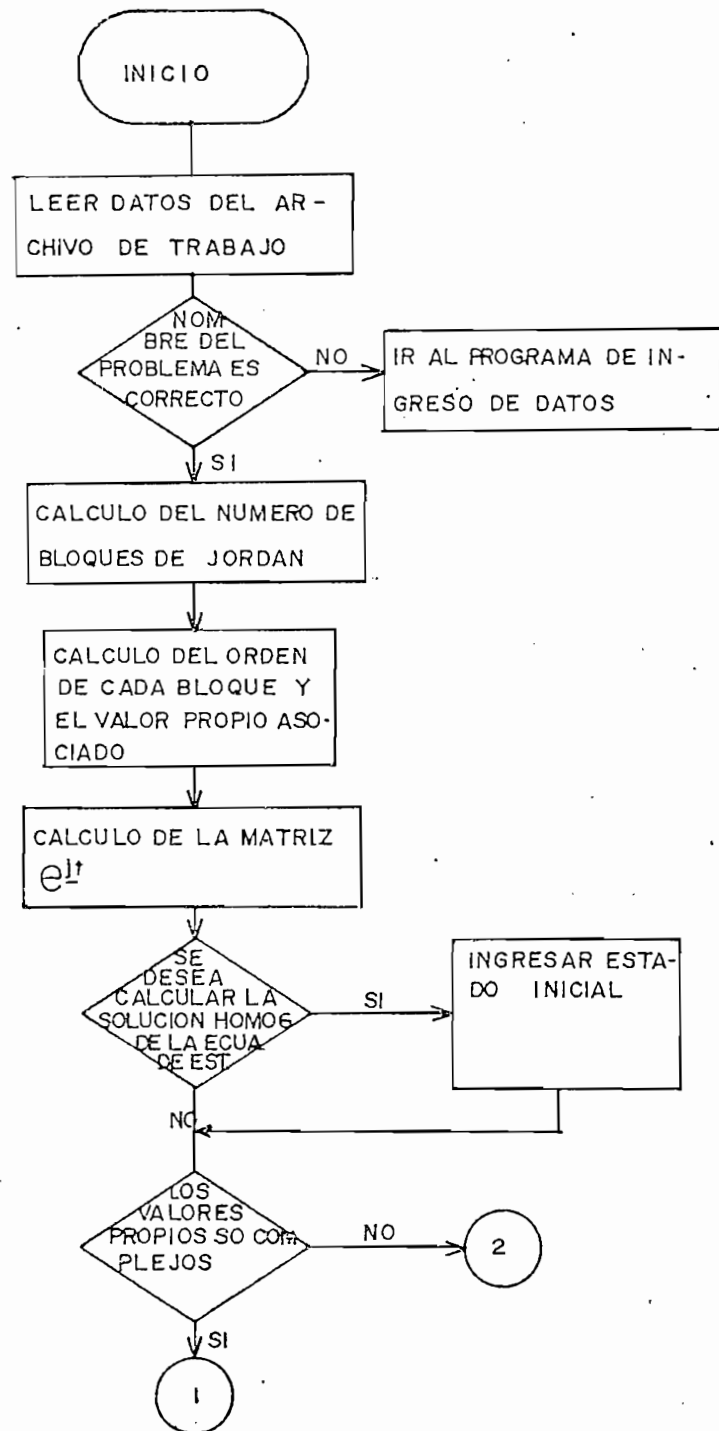 INICIO
LEER DATOS DEL AR-
CHIVO DE TRABAJO
NOM
BRE DEL
PROBLEMA ES
CORRECTO
NO
IR AL PROGRAMA DE IN-
GRESO DE DATOS
SI
CALCULO DEL NUMERO DE
BLOQUES DE JORDAN
CALCULO DEL ORDEN
DE CADA BLOQUE Y
EL VALOR PROPIO ASO-
CIADO
CALCULO DE LA MATRIZ
e^Jt
SE
DESEA
CALCULAR LA
SOLUCION HOMOG
DE LA ECUA.
DE EST.
SI
INGRESAR ESTA-
DO INICIAL
NO
LOS
VALORES
PROPIOS SO COM
PLEJOS
NO
2
SI
1